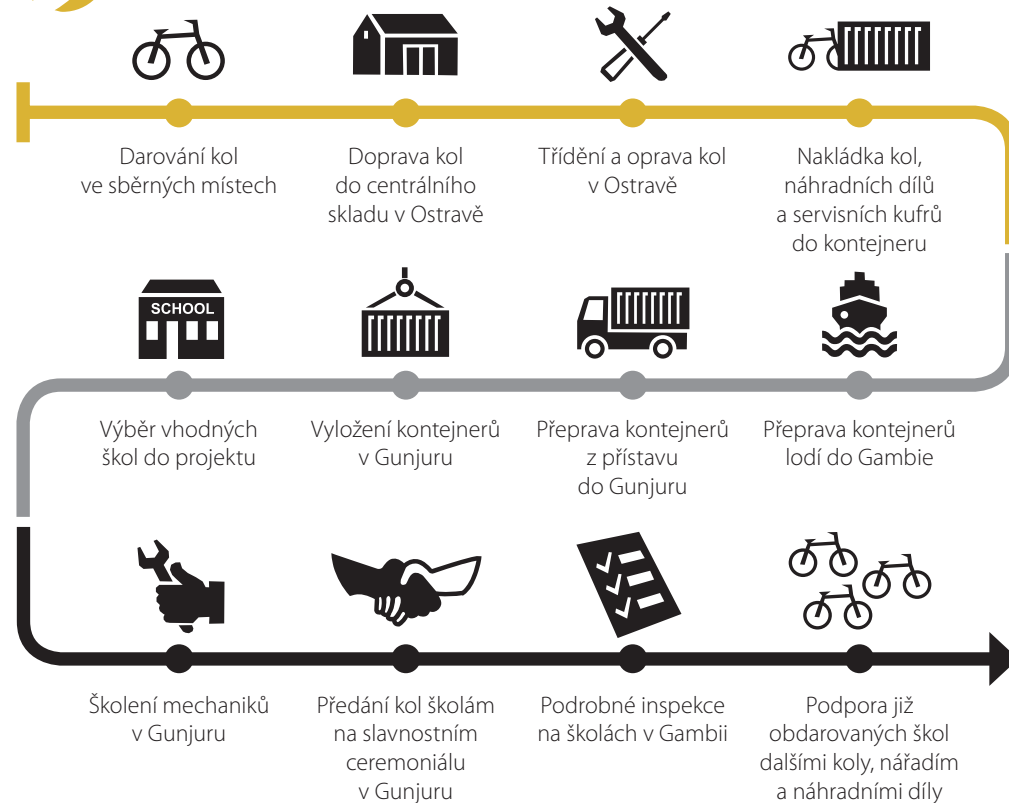 Darování kol
ve sběrných místech
Doprava kol
do centrálního
skladu v Ostravě
Třídění a oprava kol
v Ostravě
Nakládka kol,
náhradních dílů
a servisních kufrů
do kontejneru
SCHOOL
Výběr vhodných
škol do projektu
Vyložení kontejnerů
v Gunjuru
Přeprava kontejnerů
z přístavu
do Gunjuru
Přeprava kontejnerů
lodí do Gambie
Školení mechaniků
v Gunjuru
Předání kol školám
na slavnostním
ceremoniálu
v Gunjuru
Podrobné inspekce
na školách v Gambii
Podpora již
obdarovaných škol
dalšími koly, nářadím
a náhradními díly